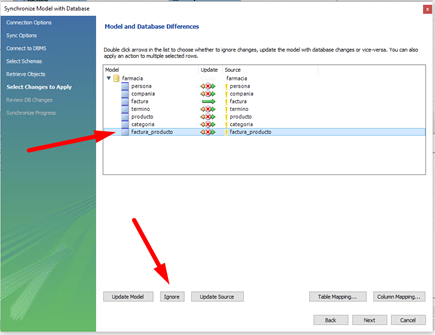 Synchronize Model with Database
Connection Options
Sync Options
Connect to DBMS
Select Schemas
Retrieve Objects
Select Changes to Apply
Review DB Changes
Synchronize Progress
Model and Database Differences
Double click arrows in the list to choose whether to ignore changes, update the model with database changes or vice-versa. You can also
apply an action to multiple selected rows.
Model Update Source
farmacia farmacia
persona persona
compania compania
factura factura
termino termino
producto producto
categoria categoria
factura_producto factura_producto
Update Model Ignore Update Source Table Mapping... Column Mapping...
Back Next Cancel